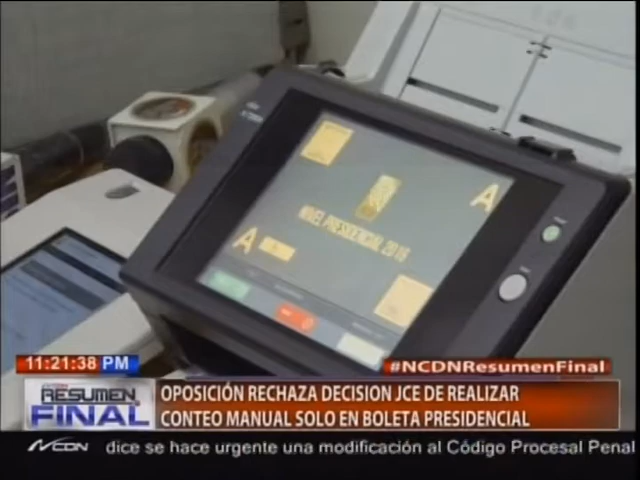 A
NIVEL PRESIDENCIAL 2016
A
11:21:38 PM
#NCDNResumenFinal
RESUMEN
FINAL
OPOSICIÓN RECHAZA DECISION JCE DE REALIZAR
CONTEO MANUAL SOLO EN BOLETA PRESIDENCIAL
NCDN
dice se hace urgente una modificación al Código Procesal Penal